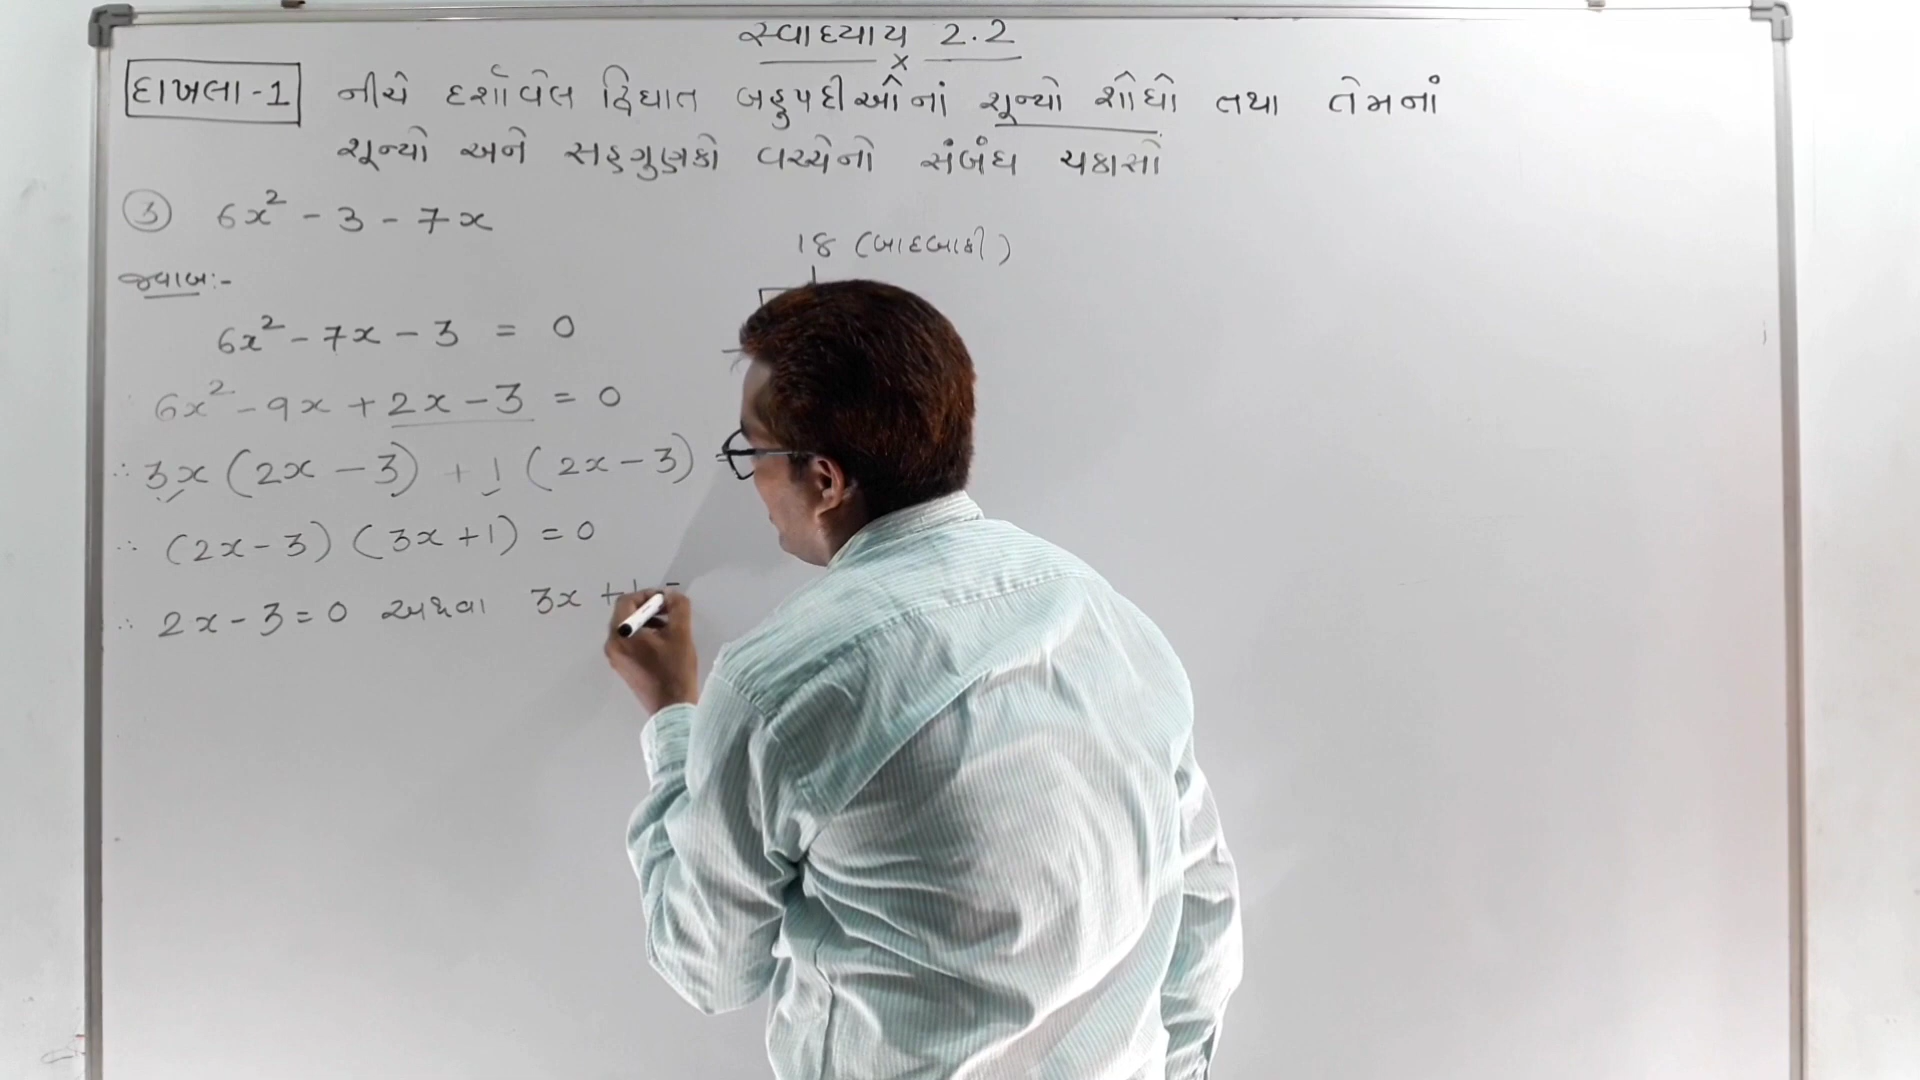 સ્વાધ્યાય 2.2
દાખલા-1 નીચે દર્શાવેલ દ્વિઘાત બહુપદીઓનાં શૂન્યો શોધો તથા તેમનાં
શૂન્યો અને સહગુણકો વચ્ચેનો સંબંધ ચકાસો
③ 6x² - 3 - 7x
18 (બાદબાકી)
જવાબ:-
6x² - 7x - 3 = 0
6x² - 9x + 2x - 3 = 0
∴ 3x (2x - 3) + 1 (2x - 3) =
∴ (2x - 3) (3x + 1) = 0
∴ 2x - 3 = 0 અથવા 3x +